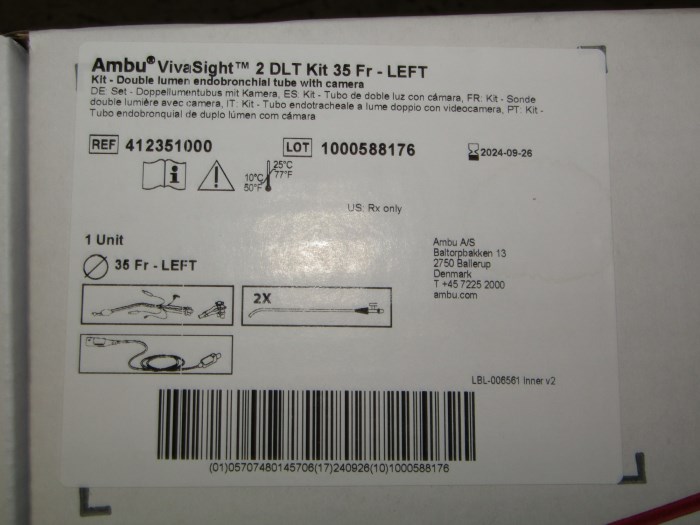 Ambu® VivaSight™ 2 DLT Kit 35 Fr - LEFT
Kit - Double lumen endobronchial tube with camera
DE: Set - Doppellumentubus mit Kamera, ES: Kit - Tubo de doble luz con cámara, FR: Kit - Sonde
double lumière avec camera, IT: Kit - Tubo endotracheale a lume doppio con videocamera, PT: Kit -
Tubo endobronquial de duplo lúmen com cámara
REF 412351000 LOT 1000588176 2024-09-26
25°C
77°F
10°C
50°F
US: Rx only
1 Unit
35 Fr - LEFT
2X
Ambu A/S
Baltorpbakken 13
2750 Ballerup
Denmark
T +45 7225 2000
ambu.com
LBL-006561 Inner v2
(01)05707480145706(17)240926(10)1000588176